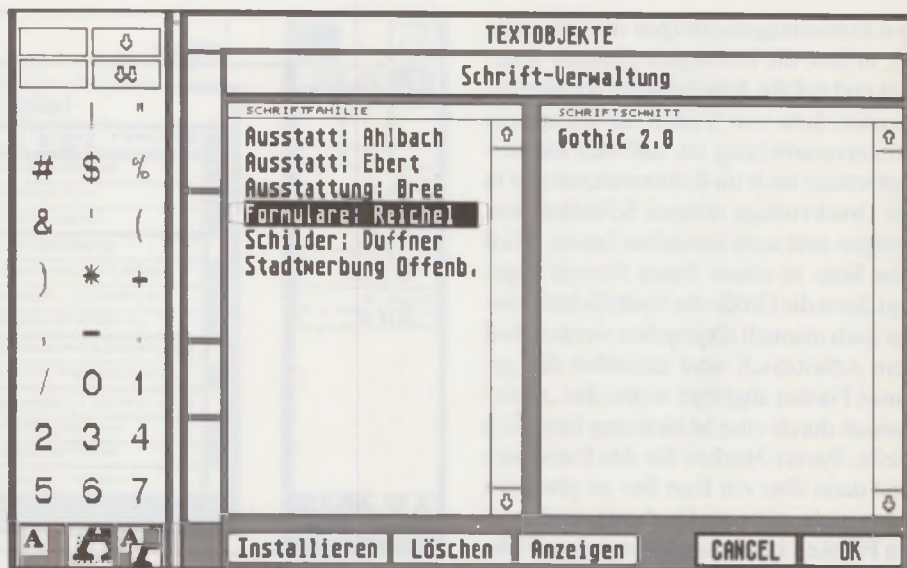 TEXTOBJEKTE
Schrift-Verwaltung
SCHRIFTFAMILIE
Ausstatt: Ahlbach
Ausstatt: Ebert
Ausstattung: Bree
Formulare: Reichel
Schilder: Duffner
Stadtwerbung Offenb.
SCHRIFTSCHNITT
Gothic 2.0
! "
# $ %
& ' (
) * +
, - .
/ 0 1
2 3 4
5 6 7
A A
Installieren Löschen Anzeigen CANCEL OK